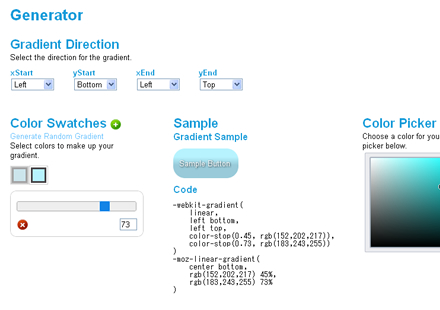 Generator
Gradient Direction
Select the direction for the gradient.
xStart yStart xEnd yEnd
Left Bottom Left Top
Color Swatches
Generate Random Gradient
Select colors to make up your
gradient.
73
Sample
Gradient Sample
Sample Button
Code
-webkit-gradient(
linear,
left bottom,
left top,
color-stop(0.45, rgb(152,202,217)),
color-stop(0.73, rgb(183,243,255))
)
-moz-linear-gradient(
center bottom,
rgb(152,202,217) 45%,
rgb(183,243,255) 73%
)
Color Picker
Choose a color for you
picker below.